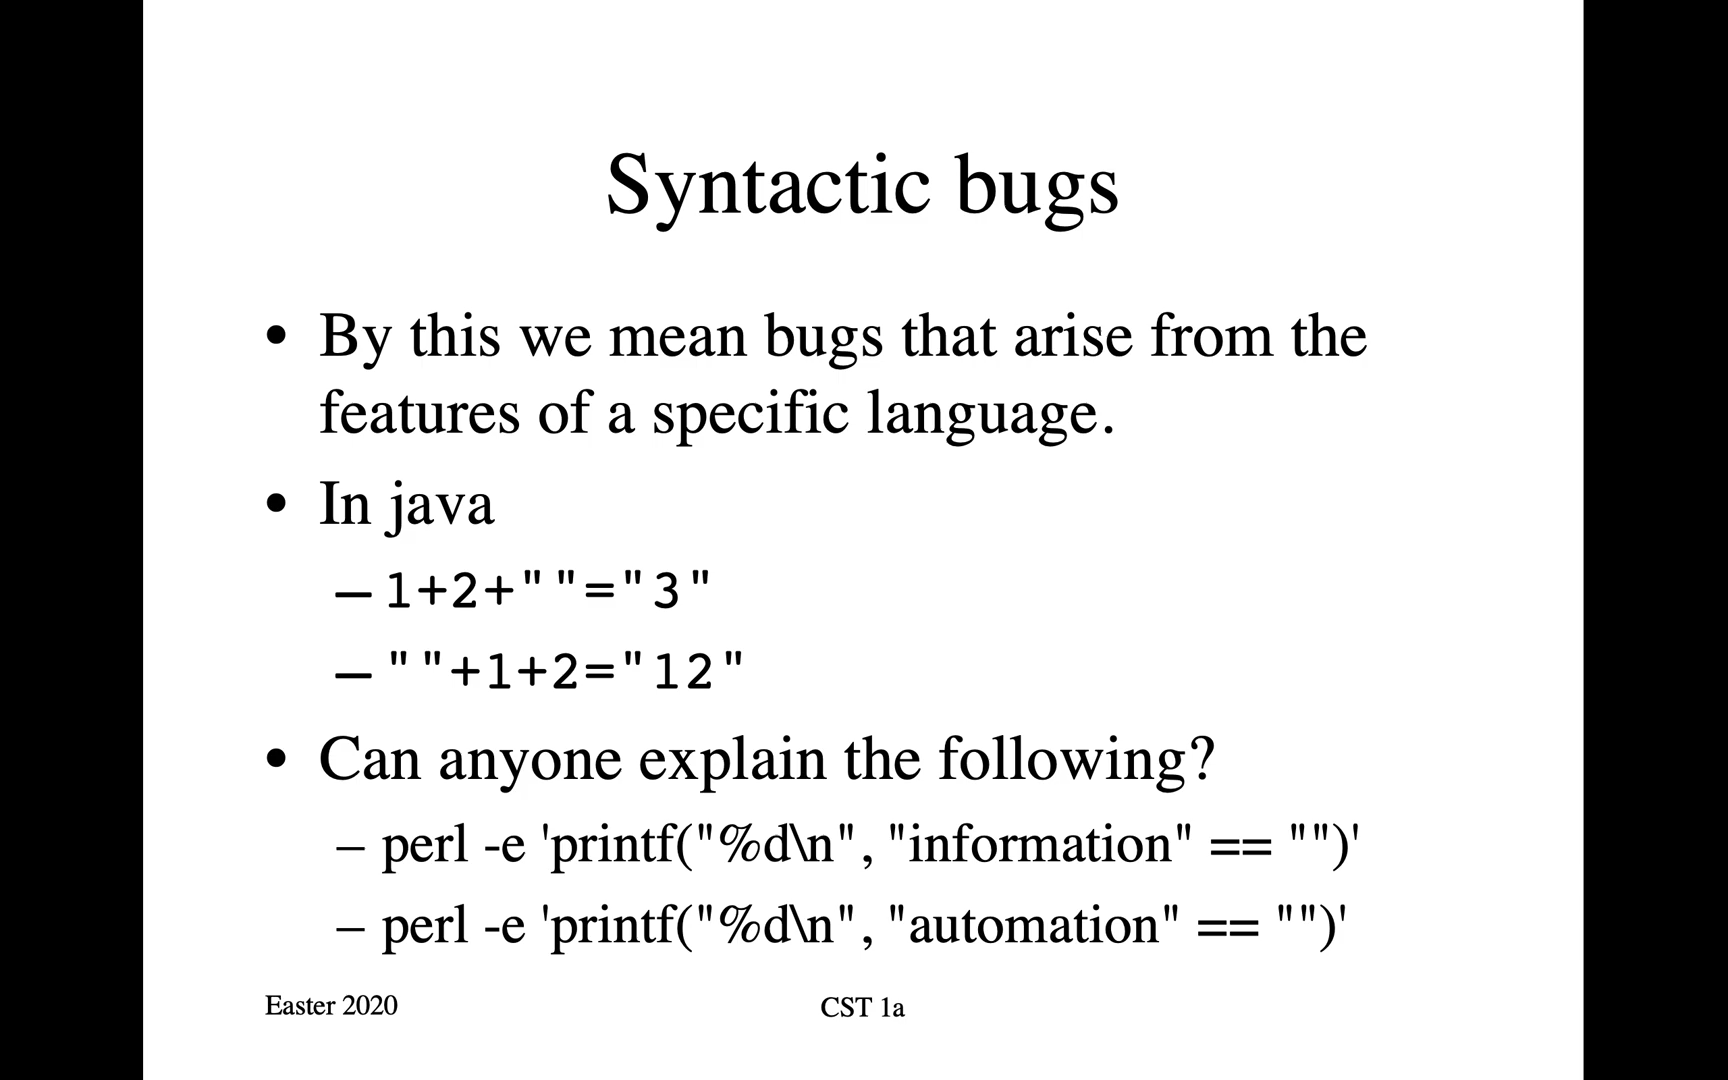 Syntactic bugs
• By this we mean bugs that arise from the
features of a specific language.
• In java
– 1+2+""="3"
– ""+1+2="12"
• Can anyone explain the following?
– perl -e 'printf("%d\n", "information" == "")'
– perl -e 'printf("%d\n", "automation" == "")'
Easter 2020
CST 1a